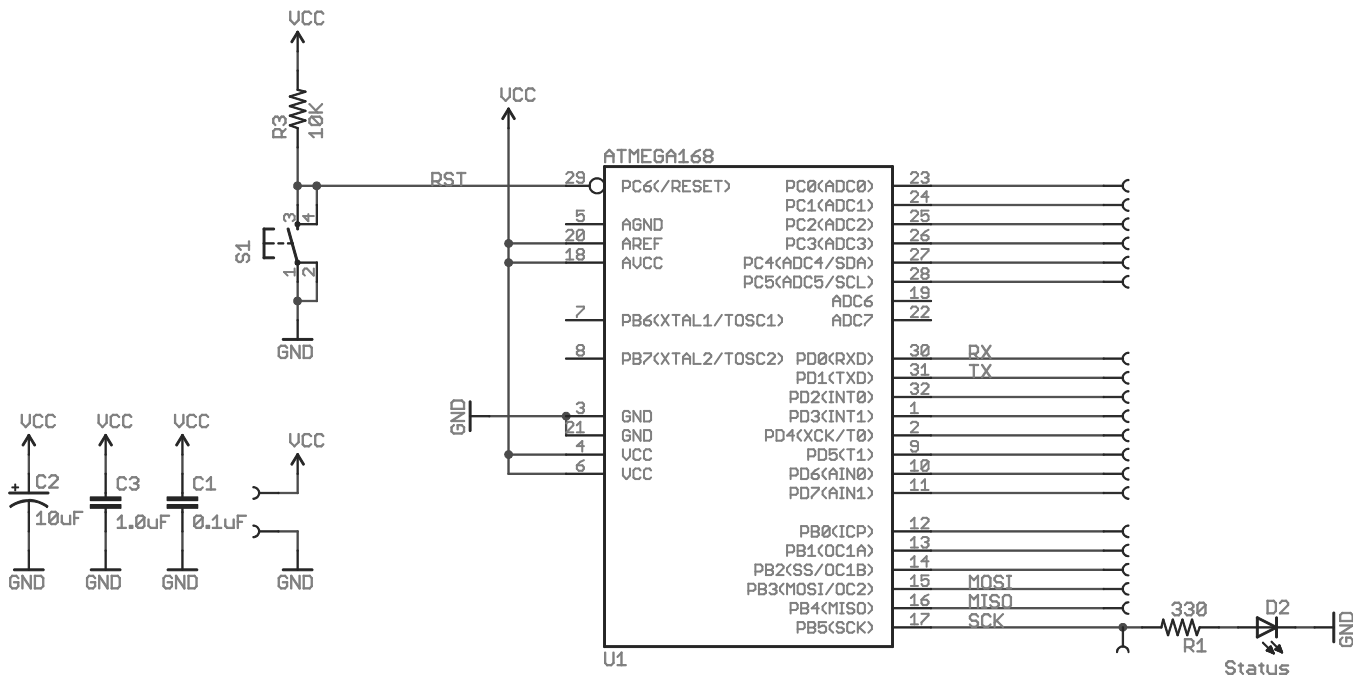 VCC
R3
10K
RST
S1
3
4
1
2
GND
VCC
ATMEGA168
29
PC6(/RESET)
5
AGND
20
AREF
18
AVCC
7
PB6(XTAL1/TOSC1)
8
PB7(XTAL2/TOSC2)
GND
3
GND
21
GND
4
VCC
6
VCC
PC0(ADC0)
23
PC1(ADC1)
24
PC2(ADC2)
25
PC3(ADC3)
26
PC4(ADC4/SDA)
27
PC5(ADC5/SCL)
28
ADC6
19
ADC7
22
PD0(RXD)
30
RX
PD1(TXD)
31
TX
PD2(INT0)
32
PD3(INT1)
1
PD4(XCK/T0)
2
PD5(T1)
9
PD6(AIN0)
10
PD7(AIN1)
11
PB0(ICP)
12
PB1(OC1A)
13
PB2(SS/OC1B)
14
PB3(MOSI/OC2)
15
MOSI
PB4(MISO)
16
MISO
PB5(SCK)
17
SCK
U1
330
R1
D2
Status
GND
VCC
+
C2
10uF
GND
VCC
C3
1.0uF
GND
VCC
C1
0.1uF
GND
VCC
GND